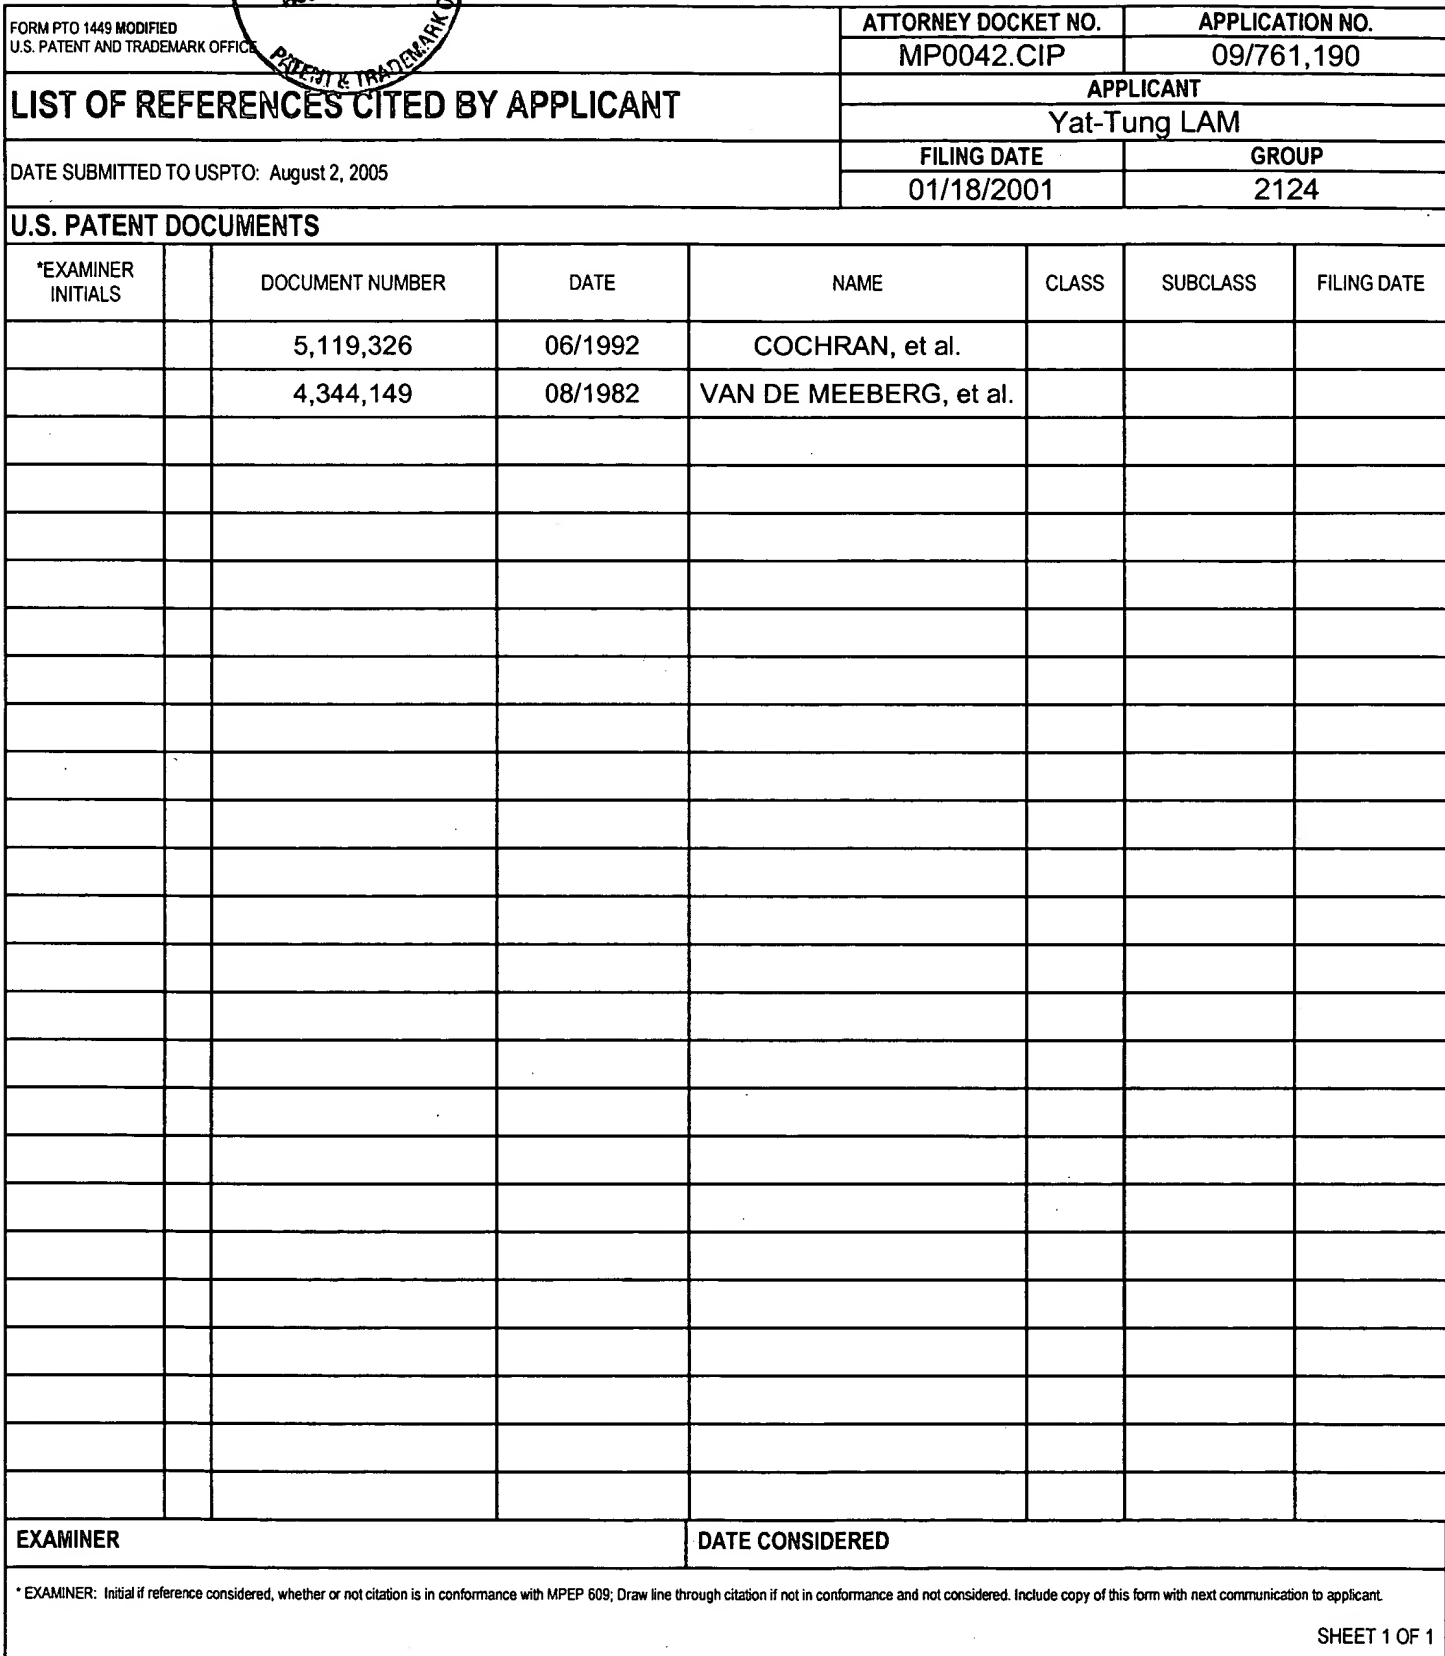 FORM PTO 1449 MODIFIED
U.S. PATENT AND TRADEMARK OFFICE
PATENT & TRADEMARK
ATTORNEY DOCKET NO.
APPLICATION NO.
MP0042.CIP
09/761,190
LIST OF REFERENCES CITED BY APPLICANT
APPLICANT
Yat-Tung LAM
DATE SUBMITTED TO USPTO: August 2, 2005
FILING DATE
GROUP
01/18/2001
2124
U.S. PATENT DOCUMENTS
*EXAMINER INITIALS
DOCUMENT NUMBER
DATE
NAME
CLASS
SUBCLASS
FILING DATE
5,119,326
06/1992
COCHRAN, et al.
4,344,149
08/1982
VAN DE MEEBERG, et al.
EXAMINER
DATE CONSIDERED
* EXAMINER: Initial if reference considered, whether or not citation is in conformance with MPEP 609; Draw line through citation if not in conformance and not considered. Include copy of this form with next communication to applicant.
SHEET 1 OF 1